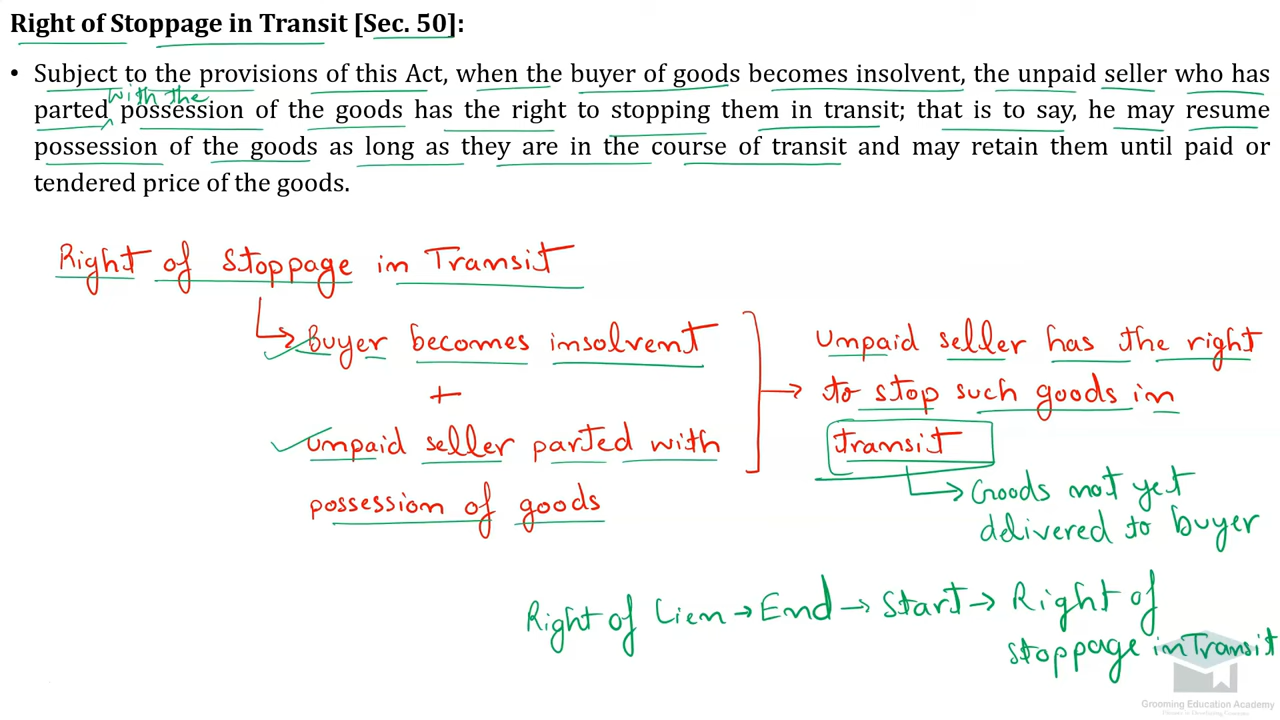 Right of Stoppage in Transit [Sec. 50]:
• Subject to the provisions of this Act, when the buyer of goods becomes insolvent, the unpaid seller who has
with the
parted possession of the goods has the right to stopping them in transit; that is to say, he may resume
possession of the goods as long as they are in the course of transit and may retain them until paid or
tendered price of the goods.
Right of Stoppage in Transit
Buyer becomes insolvent
+
Unpaid seller parted with
possession of goods
Unpaid seller has the right
to stop such goods in
transit
Goods not yet
delivered to buyer
Right of Lien → End → Start → Right of
stoppage in Transit
Grooming Education Academy